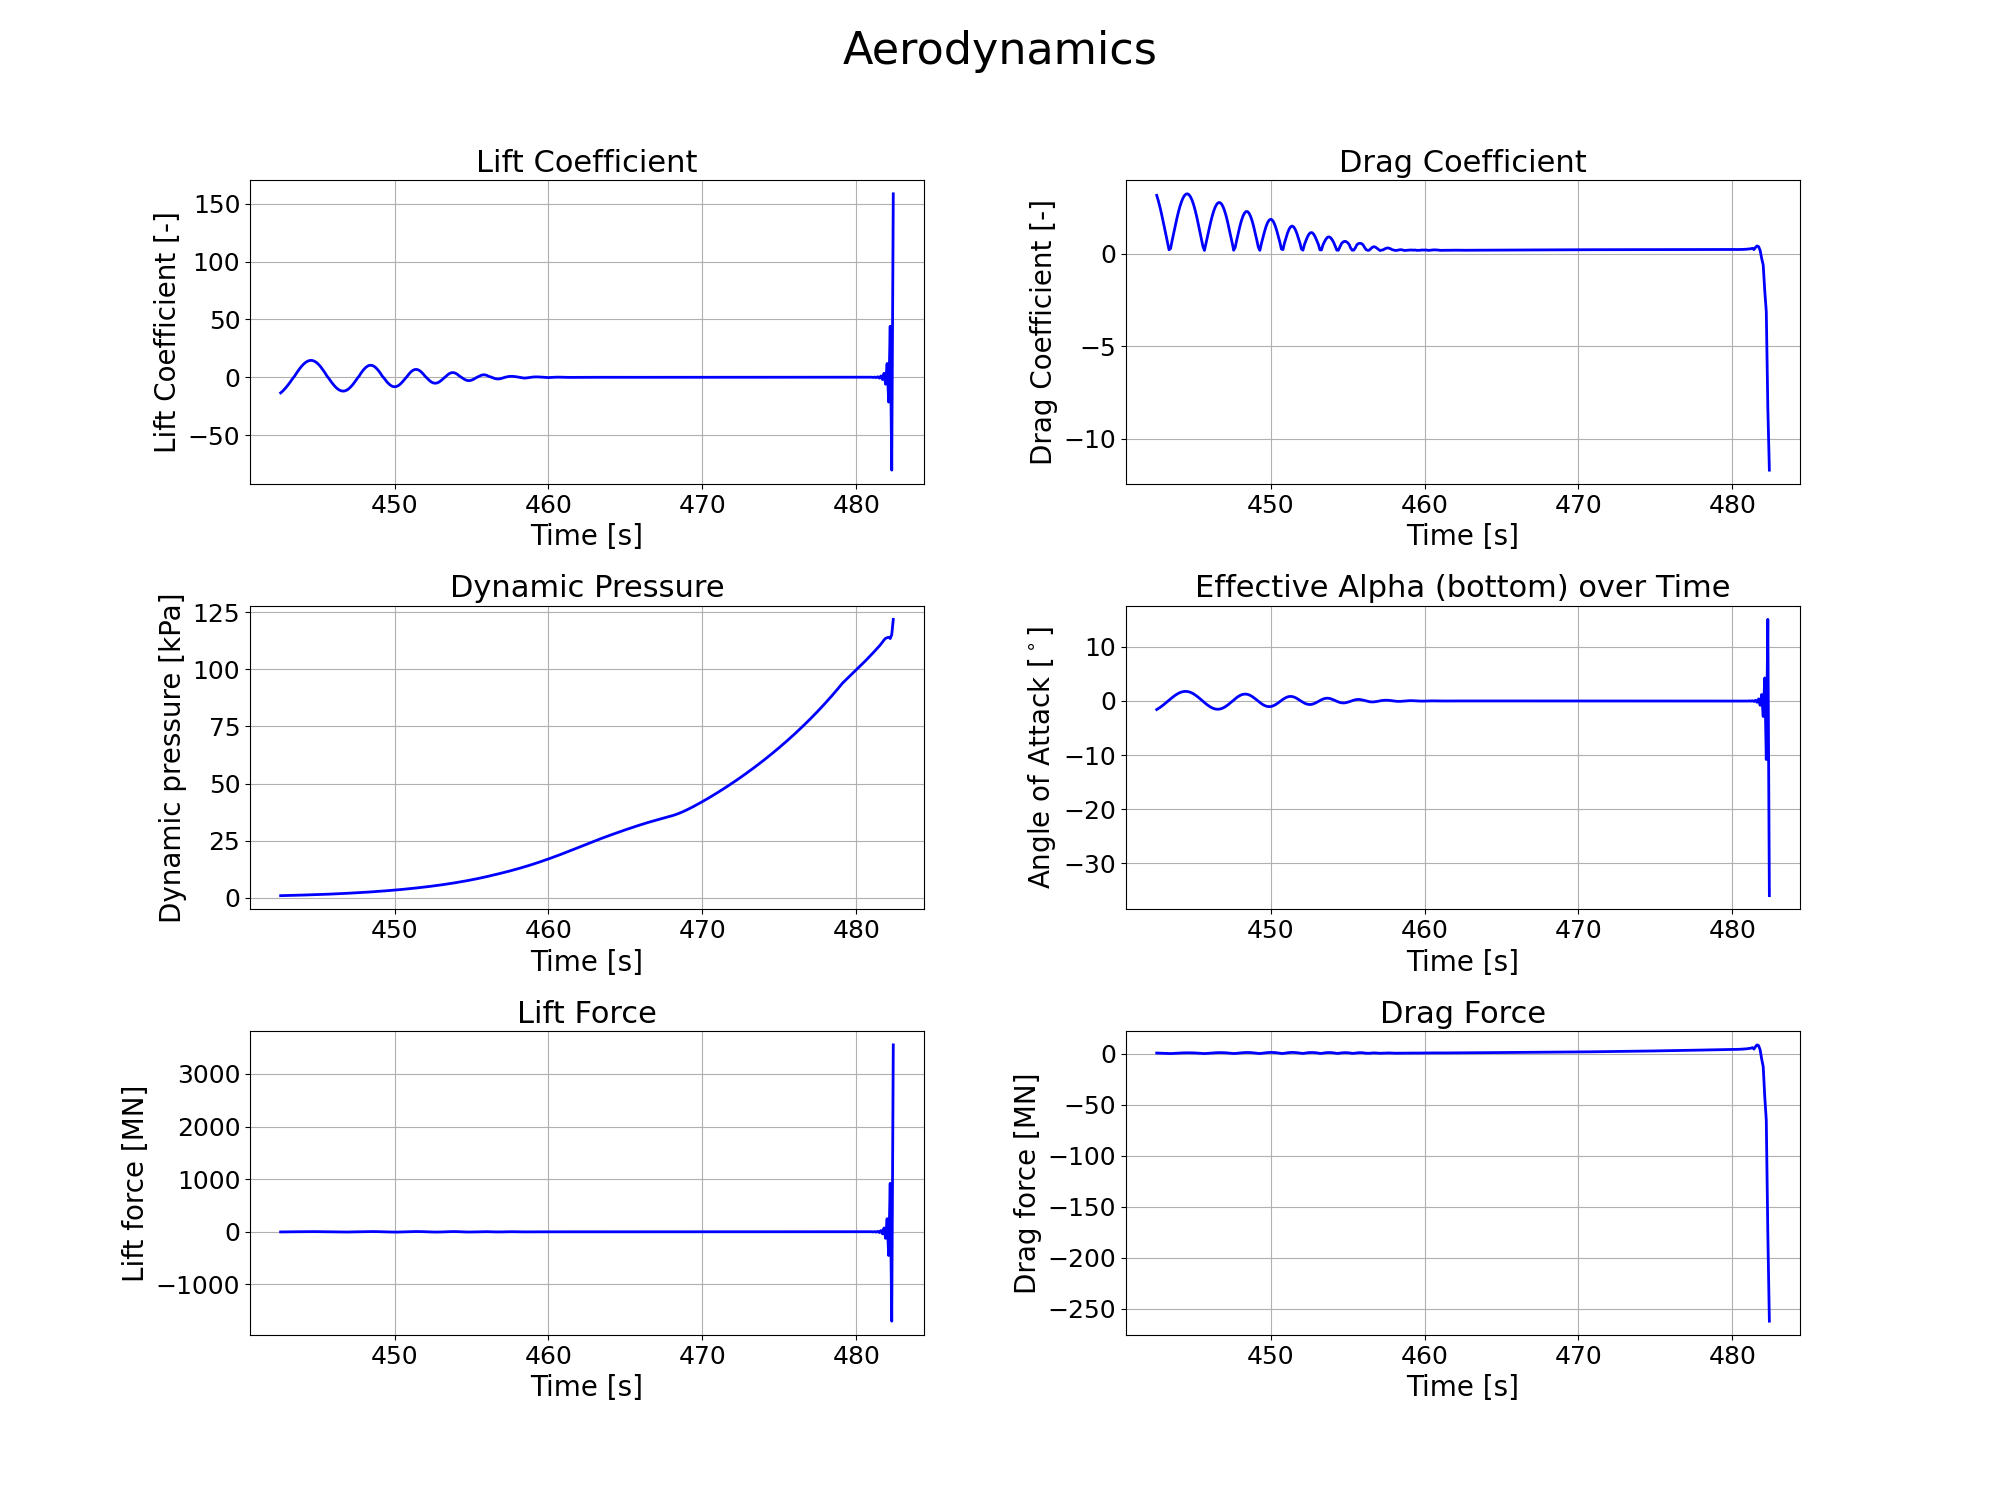 Aerodynamics
Lift Coefficient
Lift Coefficient [-]
150
100
50
0
−50
450 460 470 480
Time [s]
Drag Coefficient
Drag Coefficient [-]
0
−5
−10
450 460 470 480
Time [s]
Dynamic Pressure
Dynamic pressure [kPa]
125
100
75
50
25
0
450 460 470 480
Time [s]
Effective Alpha (bottom) over Time
Angle of Attack [°]
10
0
−10
−20
−30
450 460 470 480
Time [s]
Lift Force
Lift force [MN]
3000
2000
1000
0
−1000
450 460 470 480
Time [s]
Drag Force
Drag force [MN]
0
−50
−100
−150
−200
−250
450 460 470 480
Time [s]